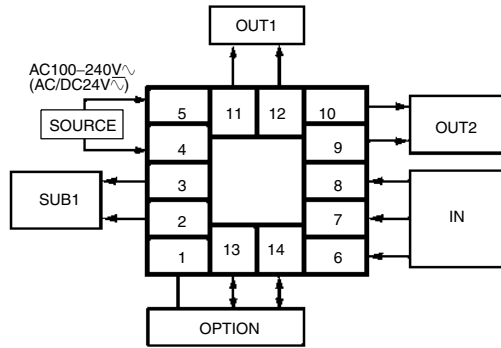 OUT1
AC100–240V∿
(AC/DC24V∿)
5 11 12 10
SOURCE
OUT2
4 9
3 8
SUB1
IN
2 7
1 13 14 6
OPTION